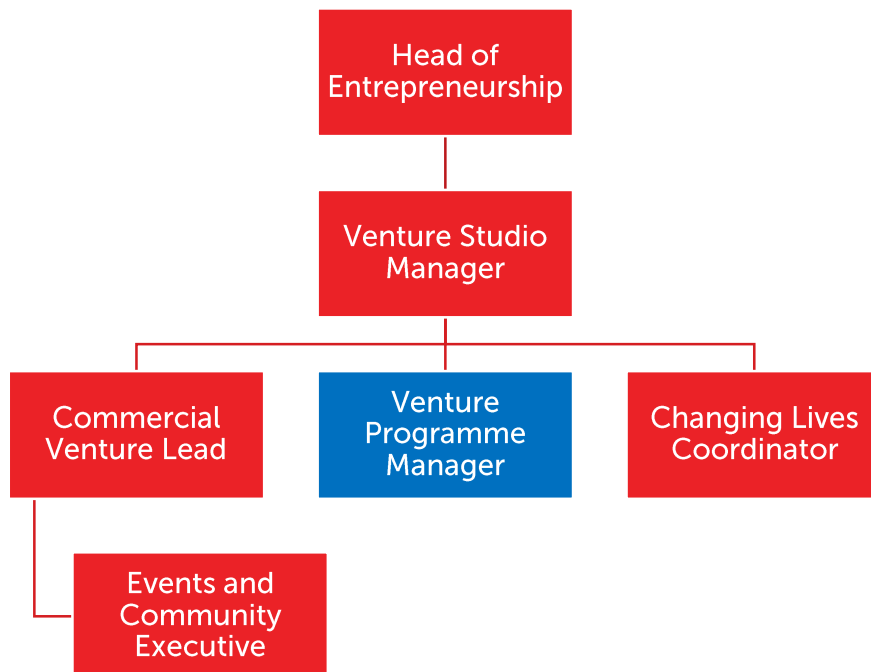 Head of
Entrepreneurship
Venture Studio
Manager
Commercial
Venture Lead
Venture
Programme
Manager
Changing Lives
Coordinator
Events and
Community
Executive